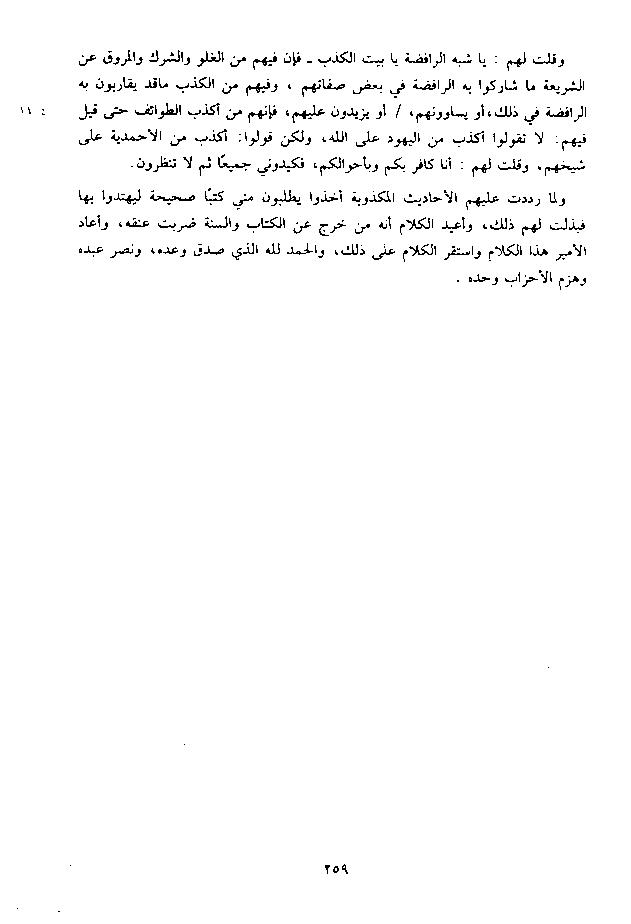 وقلت لهم : يا شبه الرافضة يا بيت الكذب ـ فإن فيهم من الغلو والشرك والمروق عن
الشريعة ما شاركوا به الرافضة في بعض صفاتهم ، وفيهم من الكذب ماقد يقاربون به
الرافضة في ذلك، أو يساوونهم، / أو يزيدون عليهم، فإنهم من أكذب الطوائف حتى قيل ١١ :
فيهم: لا تقولوا أكذب من اليهود على الله، ولكن قولوا: أكذب من الأحمدية على
شيخهم، وقلت لهم : أنا كافر بكم وبأحوالكم، فكيدوني جميعًا ثم لا تنظرون.
ولما رددت عليهم الأحاديث المكذوبة أخذوا يطلبون مني كتبًا صحيحة ليهتدوا بها
فبذلت لهم ذلك، وأعيد الكلام أنه من خرج عن الكتاب والسنة ضربت عنقه، وأعاد
الأمير هذا الكلام واستقر الكلام على ذلك، والحمد لله الذي صدق وعده، ونصر عبده
وهزم الأحزاب وحده .
٢٥٩